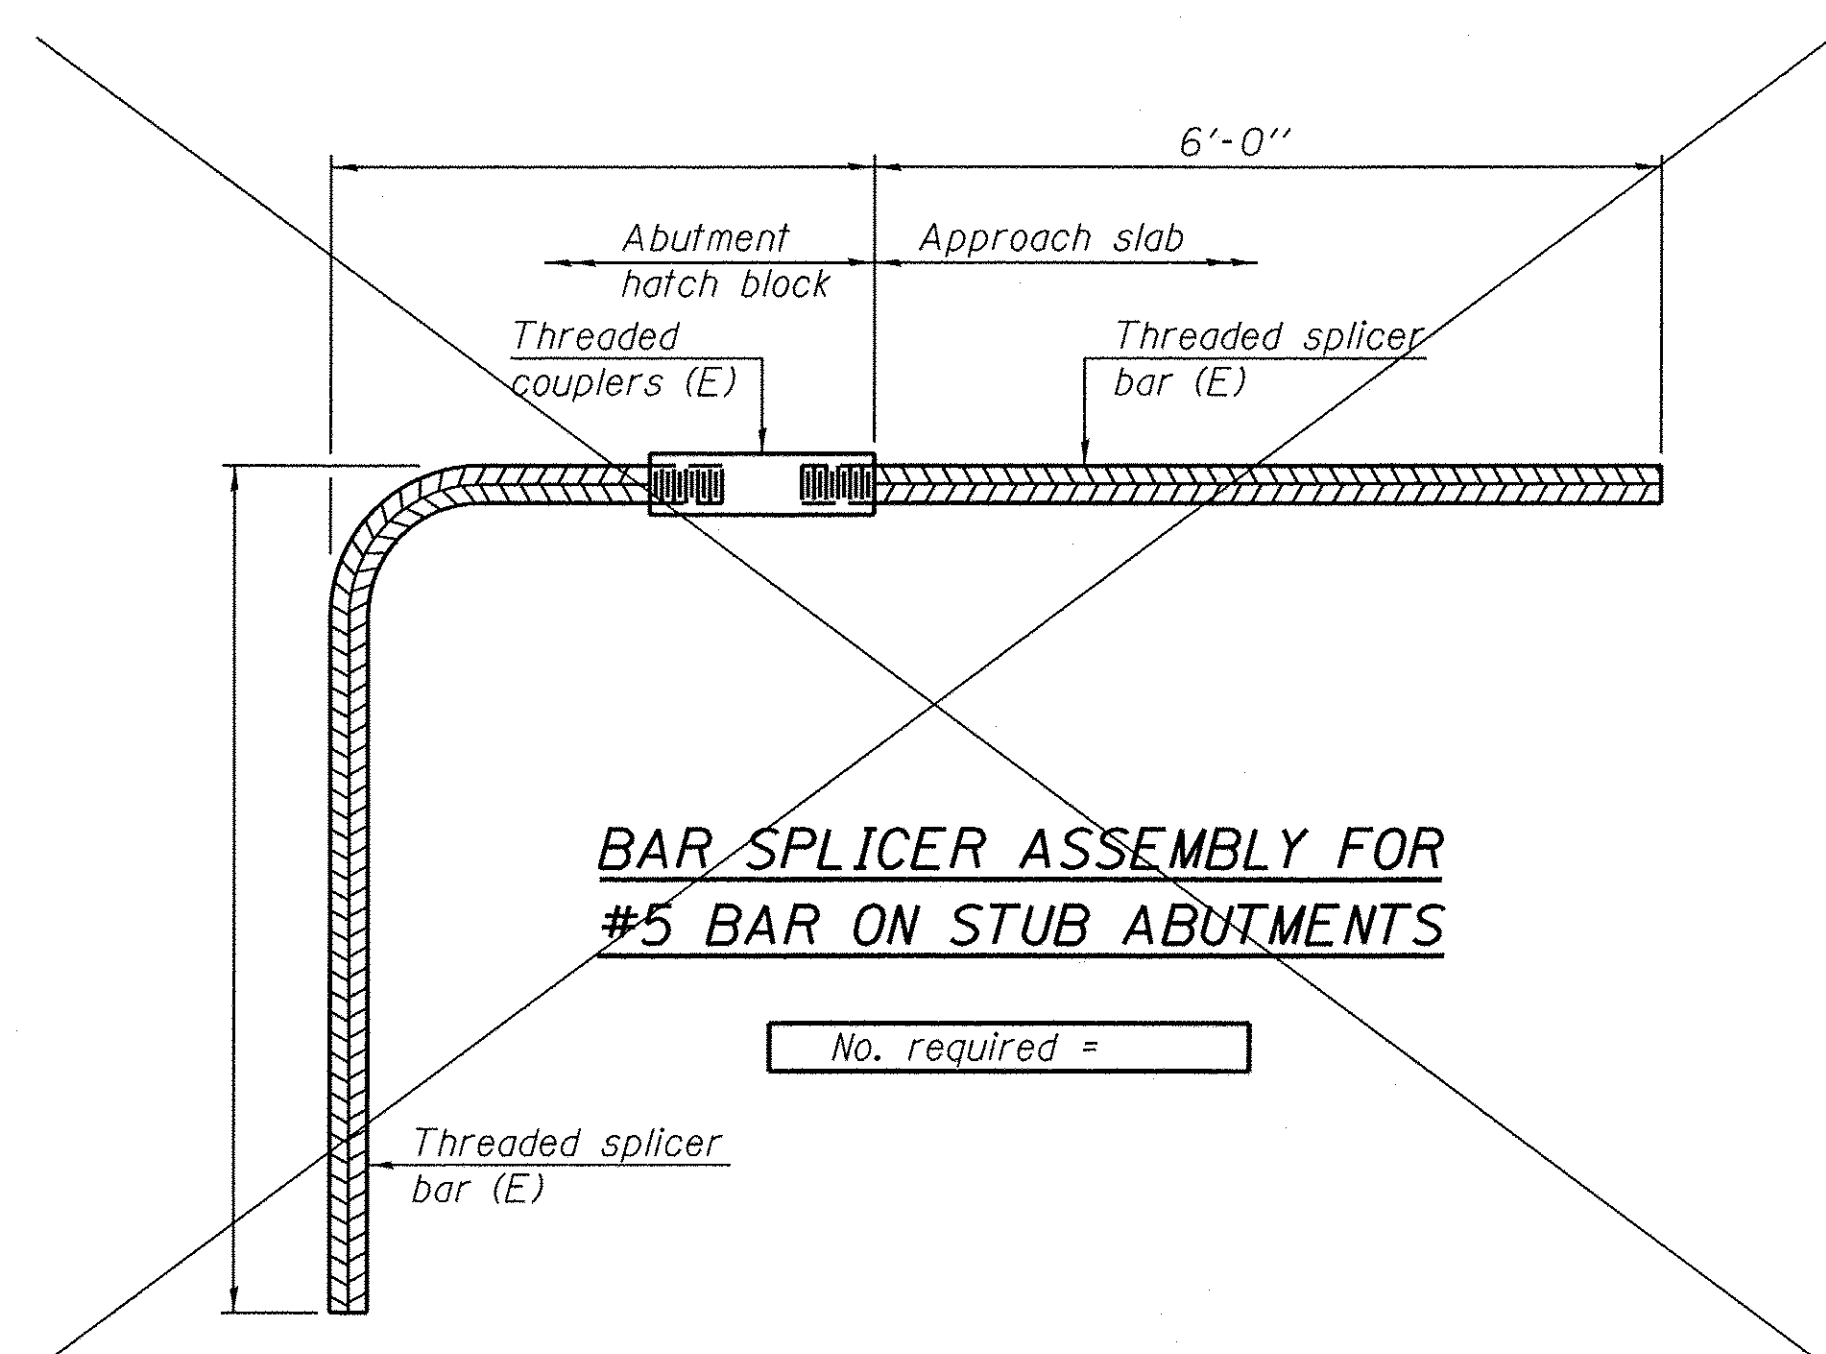 6'-0"
Abutment
hatch block
Approach slab
Threaded
couplers (E)
Threaded splicer
bar (E)
BAR SPLICER ASSEMBLY FOR
#5 BAR ON STUB ABUTMENTS
No. required =
Threaded splicer
bar (E)